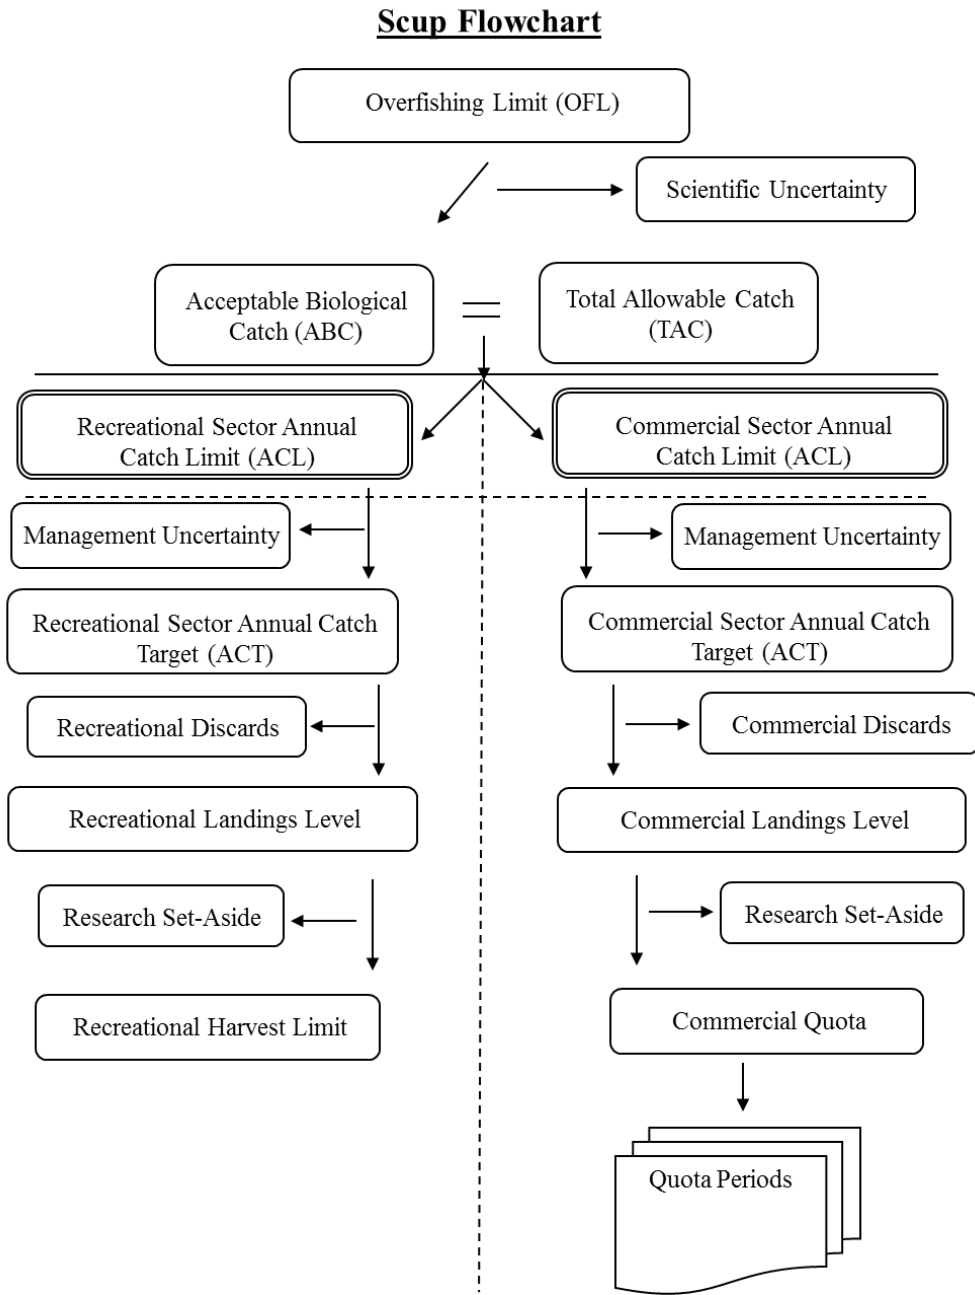 Scup Flowchart
Overfishing Limit (OFL)
Scientific Uncertainty
Acceptable Biological
Catch (ABC)
Total Allowable Catch
(TAC)
Recreational Sector Annual
Catch Limit (ACL)
Commercial Sector Annual
Catch Limit (ACL)
Management Uncertainty
Management Uncertainty
Recreational Sector Annual Catch
Target (ACT)
Commercial Sector Annual Catch
Target (ACT)
Recreational Discards
Commercial Discards
Recreational Landings Level
Commercial Landings Level
Research Set-Aside
Research Set-Aside
Recreational Harvest Limit
Commercial Quota
Quota Periods